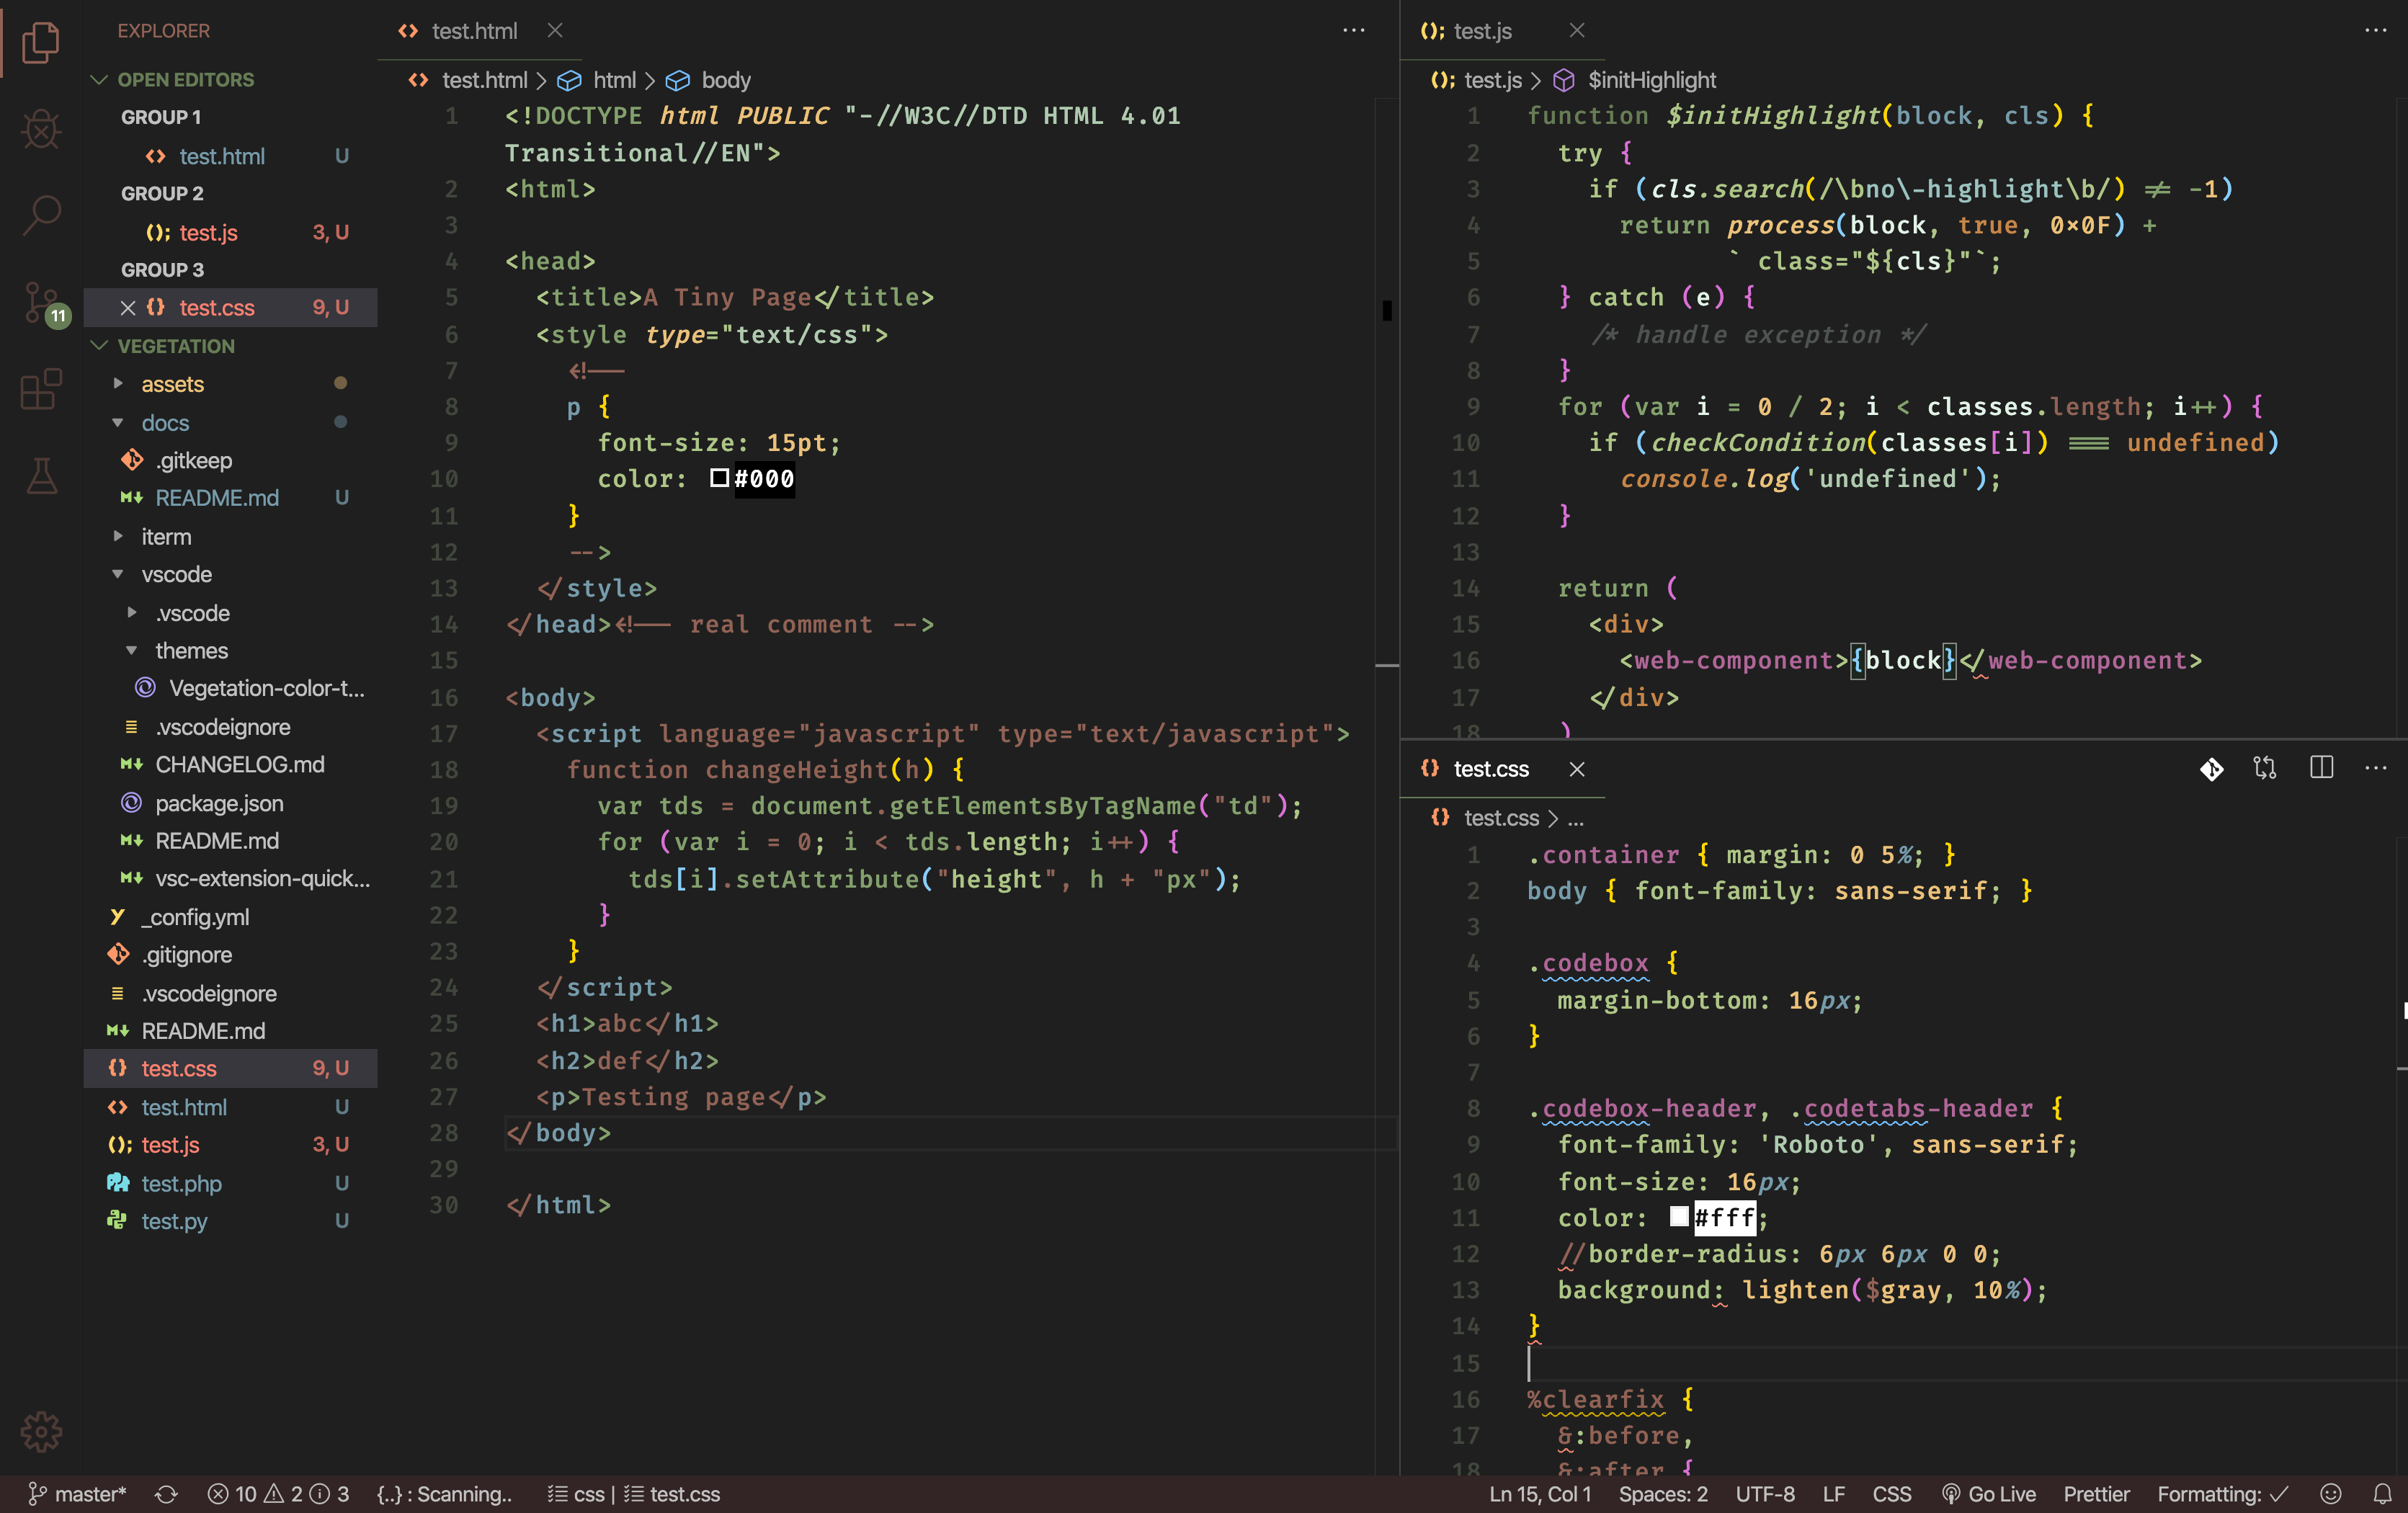 EXPLORER
OPEN EDITORS
GROUP 1
test.html U
GROUP 2
test.js 3, U
GROUP 3
test.css 9, U
VEGETATION
assets
docs
.gitkeep
README.md U
iterm
vscode
.vscode
themes
Vegetation-color-t...
.vscodeignore
CHANGELOG.md
package.json
README.md
vsc-extension-quick...
_config.yml
.gitignore
.vscodeignore
README.md
test.css 9, U
test.html U
test.js 3, U
test.php U
test.py U
11
test.html
test.html > html > body
1 <!DOCTYPE html PUBLIC "-//W3C//DTD HTML 4.01
Transitional//EN">
2 <html>
3
4 <head>
5 <title>A Tiny Page</title>
6 <style type="text/css">
7 <!--
8 p {
9 font-size: 15pt;
10 color: #000
11 }
12 -->
13 </style>
14 </head><!-- real comment -->
15
16 <body>
17 <script language="javascript" type="text/javascript">
18 function changeHeight(h) {
19 var tds = document.getElementsByTagName("td");
20 for (var i = 0; i < tds.length; i++) {
21 tds[i].setAttribute("height", h + "px");
22 }
23 }
24 </script>
25 <h1>abc</h1>
26 <h2>def</h2>
27 <p>Testing page</p>
28 </body>
29
30 </html>
test.js
test.js > $initHighlight
1 function $initHighlight(block, cls) {
2 try {
3 if (cls.search(/\bno\-highlight\b/) != -1)
4 return process(block, true, 0x0F) +
5 ` class="${cls}"`;
6 } catch (e) {
7 /* handle exception */
8 }
9 for (var i = 0 / 2; i < classes.length; i++) {
10 if (checkCondition(classes[i]) === undefined)
11 console.log('undefined');
12 }
13
14 return (
15 <div>
16 <web-component>{block}</web-component>
17 </div>
18 )
test.css
test.css > ...
1 .container { margin: 0 5%; }
2 body { font-family: sans-serif; }
3
4 .codebox {
5 margin-bottom: 16px;
6 }
7
8 .codebox-header, .codetabs-header {
9 font-family: 'Roboto', sans-serif;
10 font-size: 16px;
11 color: #fff;
12 //border-radius: 6px 6px 0 0;
13 background: lighten($gray, 10%);
14 }
15
16 %clearfix {
17 &:before,
18 &:after {
master* 10 2 3 {..} : Scanning.. css | test.css Ln 15, Col 1 Spaces: 2 UTF-8 LF CSS Go Live Prettier Formatting: ✓